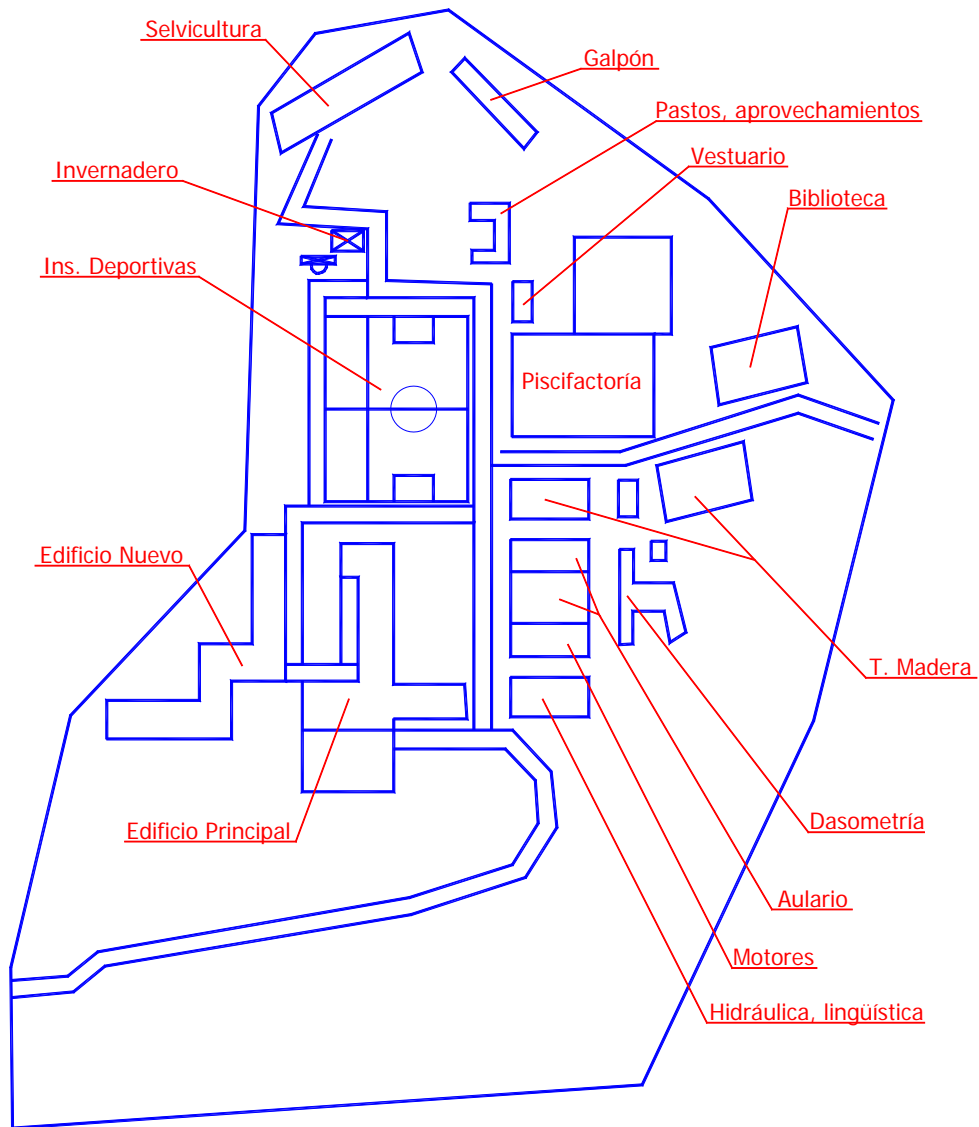 Selvicultura
Galpón
Pastos, aprovechamientos
Vestuario
Invernadero
Biblioteca
Ins. Deportivas
Piscifactoría
Edificio Nuevo
T. Madera
Dasometría
Edificio Principal
Aulario
Motores
Hidráulica, lingüística